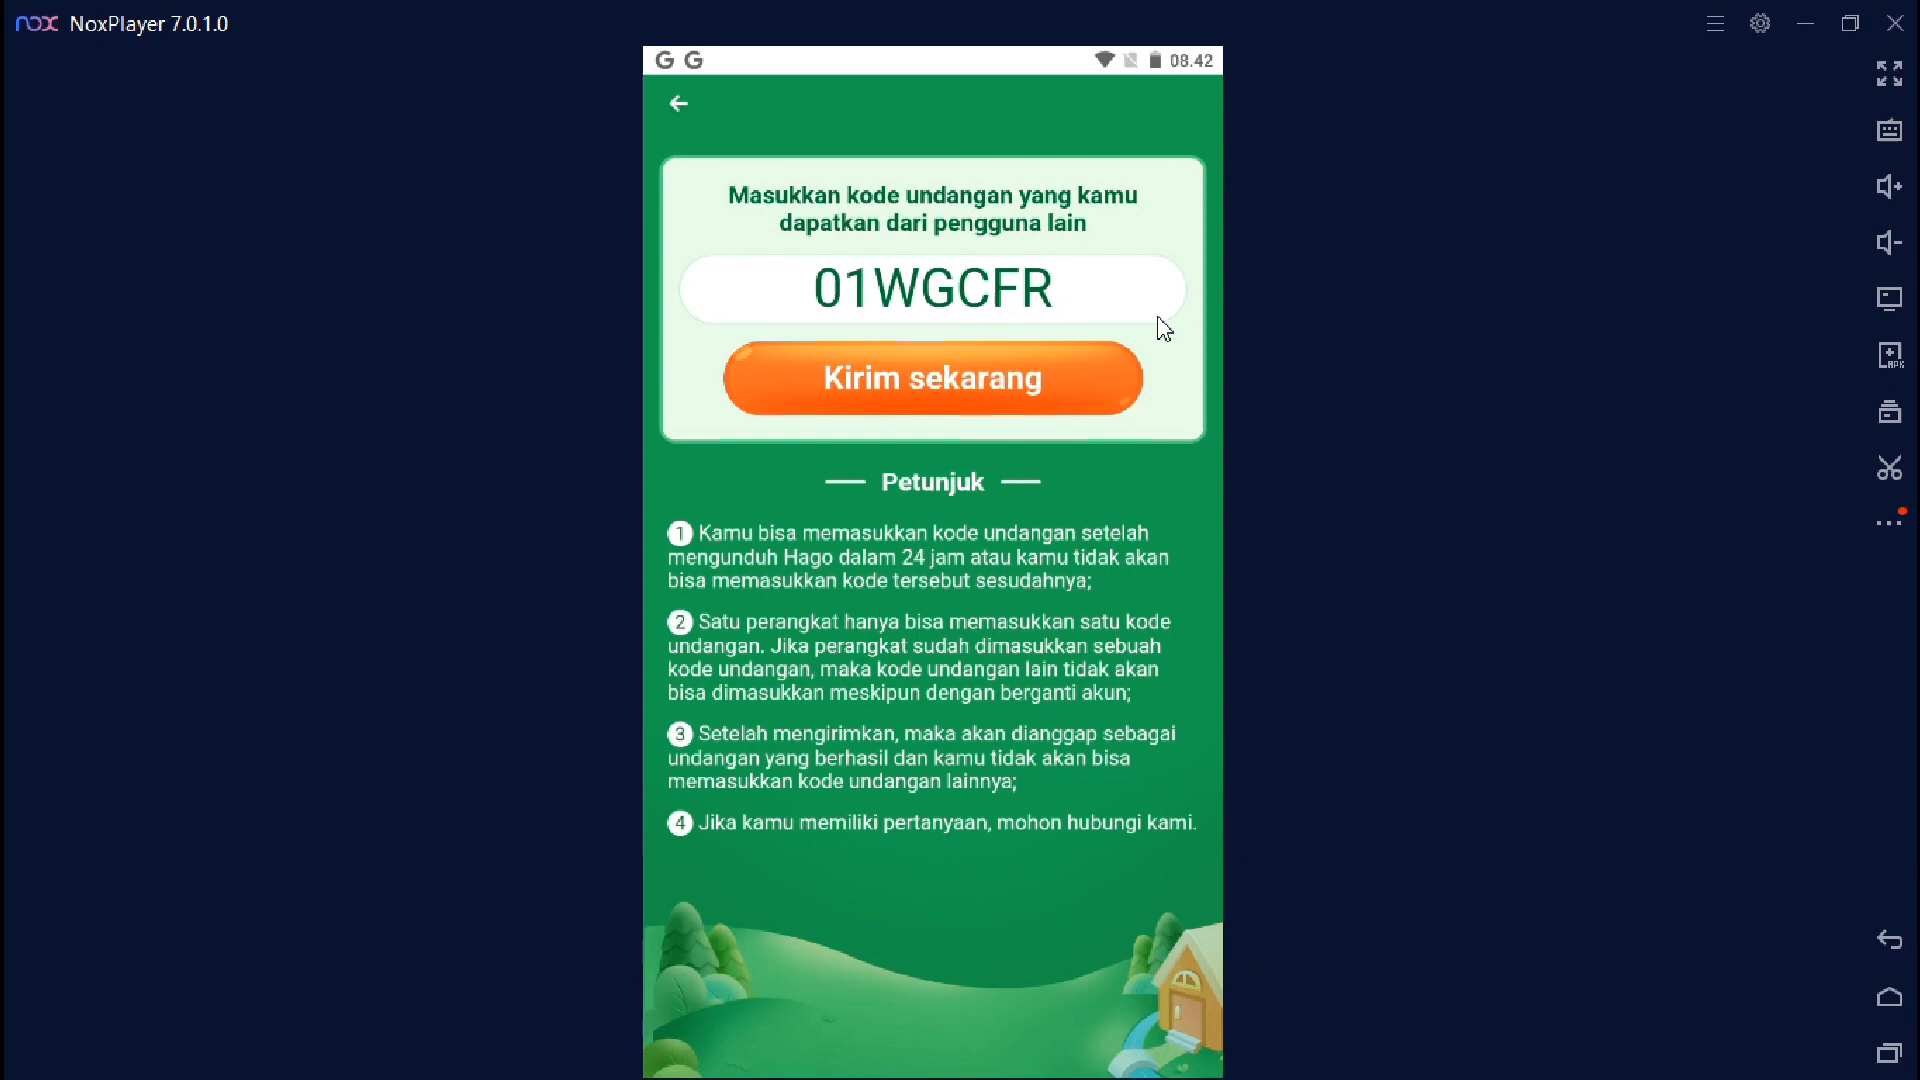 nox NoxPlayer 7.0.1.0
G G 08.42
Masukkan kode undangan yang kamu
dapatkan dari pengguna lain
01WGCFR
Kirim sekarang
Petunjuk
1 Kamu bisa memasukkan kode undangan setelah
mengunduh Hago dalam 24 jam atau kamu tidak akan
bisa memasukkan kode tersebut sesudahnya;
2 Satu perangkat hanya bisa memasukkan satu kode
undangan. Jika perangkat sudah dimasukkan sebuah
kode undangan, maka kode undangan lain tidak akan
bisa dimasukkan meskipun dengan berganti akun;
3 Setelah mengirimkan, maka akan dianggap sebagai
undangan yang berhasil dan kamu tidak akan bisa
memasukkan kode undangan lainnya;
4 Jika kamu memiliki pertanyaan, mohon hubungi kami.
APK